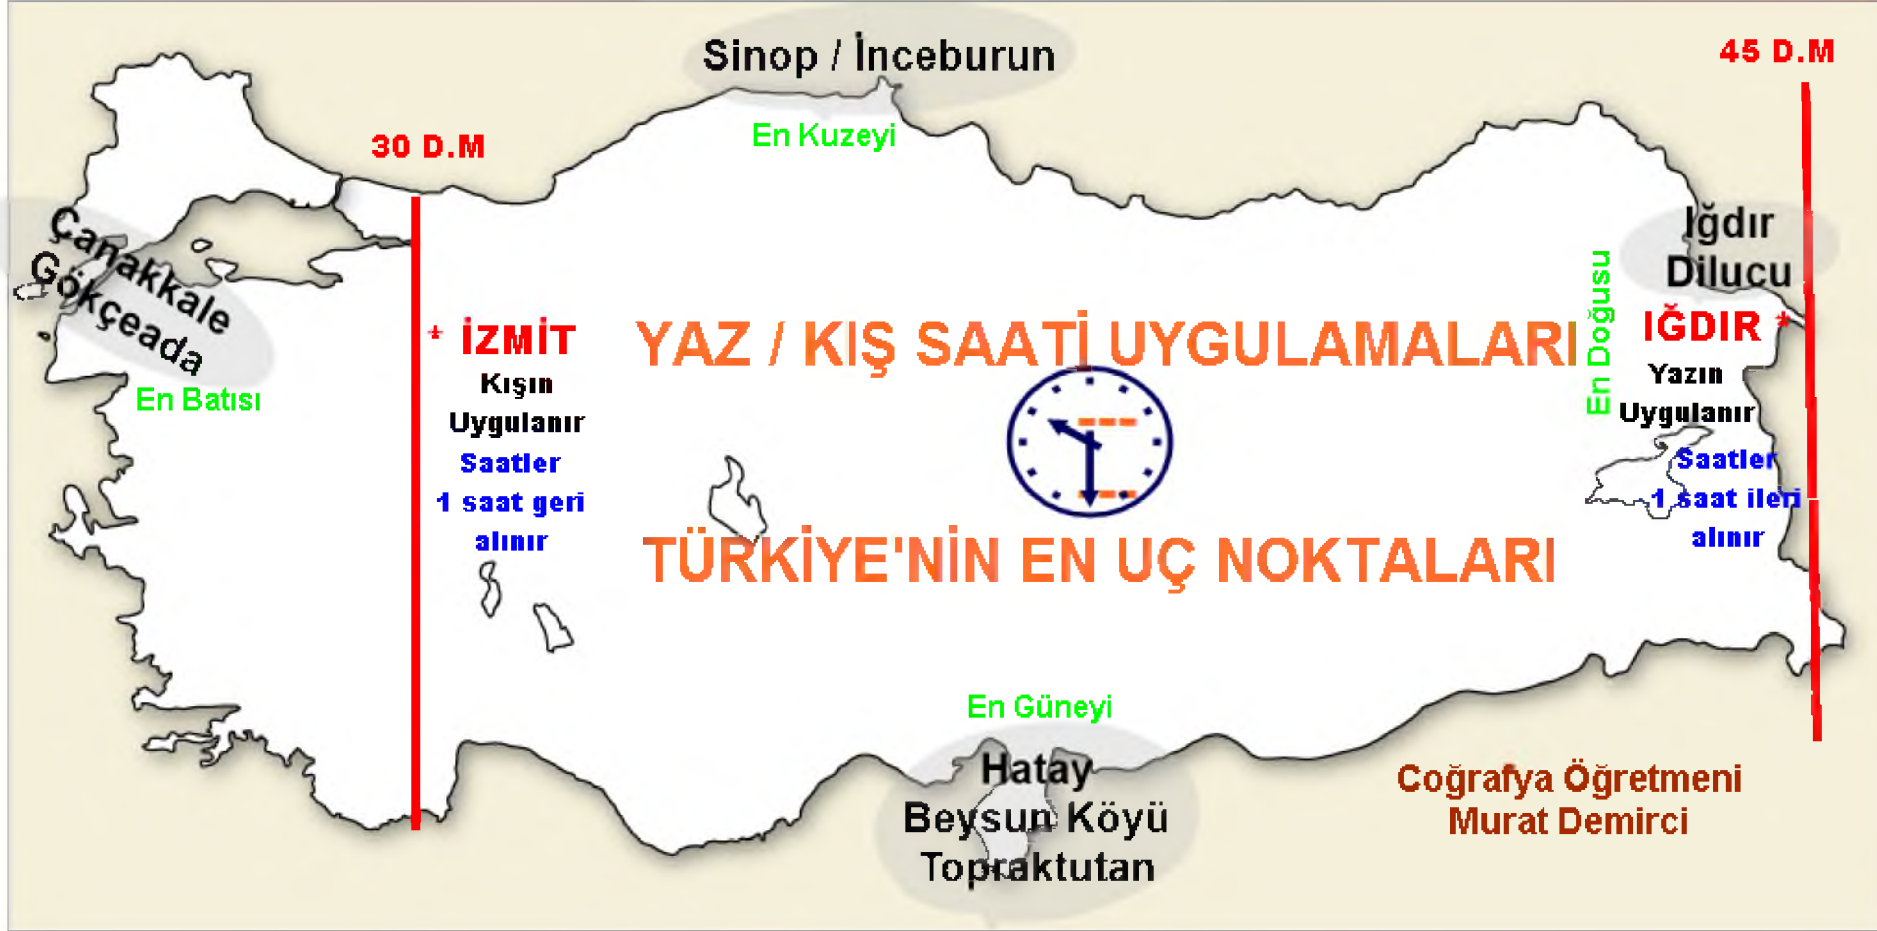 Sinop / İnceburun
En Kuzeyi
45 D.M
30 D.M
Çanakkale
Gökçeada
En Batısı
Iğdır
Dilucu
En Doğusu
* İZMİT
Kışın
Uygulanır
Saatler
1 saat geri
alınır
YAZ / KIŞ SAATİ UYGULAMALARI
IĞDIR *
Yazın
Uygulanır
Saatler
1 saat ileri
alınır
TÜRKİYE'NİN EN UÇ NOKTALARI
En Güneyi
Hatay
Beysun Köyü
Topraktutan
Coğrafya Öğretmeni
Murat Demirci